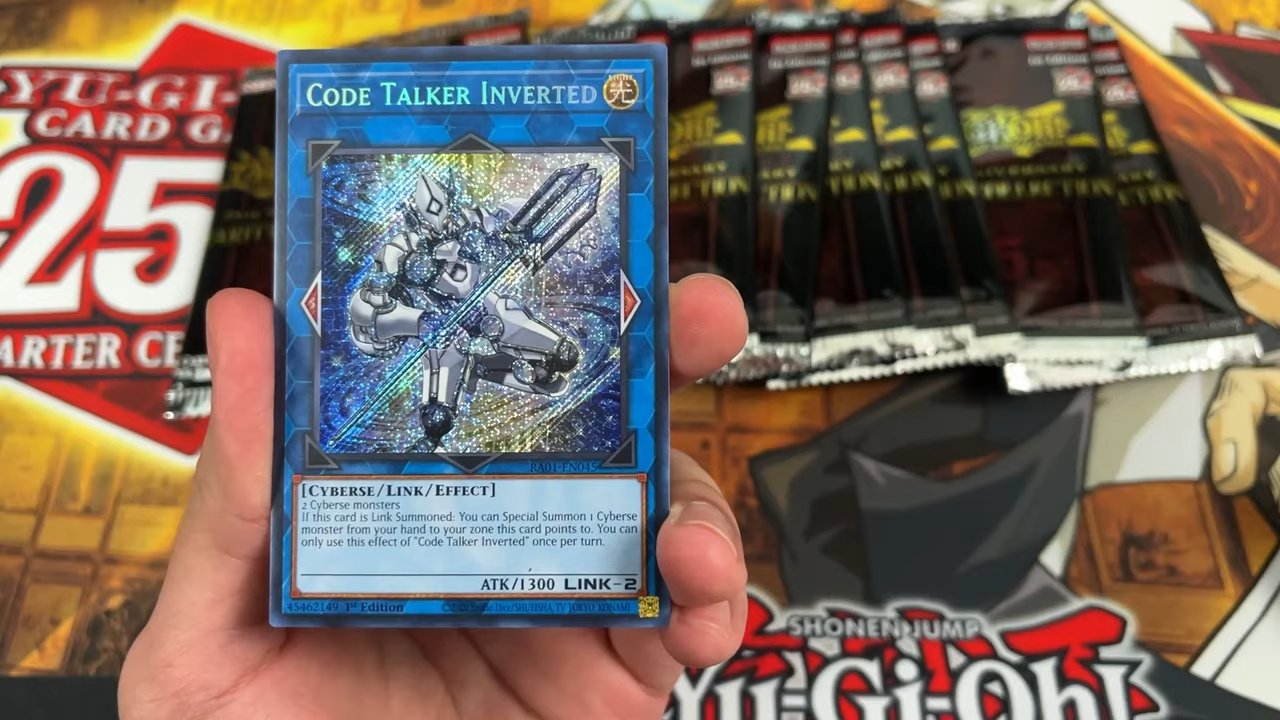 YU-GI-
CARD G
25
ARTER CE
CODE TALKER INVERTED
光
RA01-EN045
[CYBERSE/LINK/EFFECT]
2 Cyberse monsters
If this card is Link Summoned: You can Special Summon 1 Cyberse
monster from your hand to your zone this card points to. You can
only use this effect of "Code Talker Inverted" once per turn.
ATK/1300 LINK-2
45462149 1st Edition
SHONEN JUMP
YU-GI-OH!